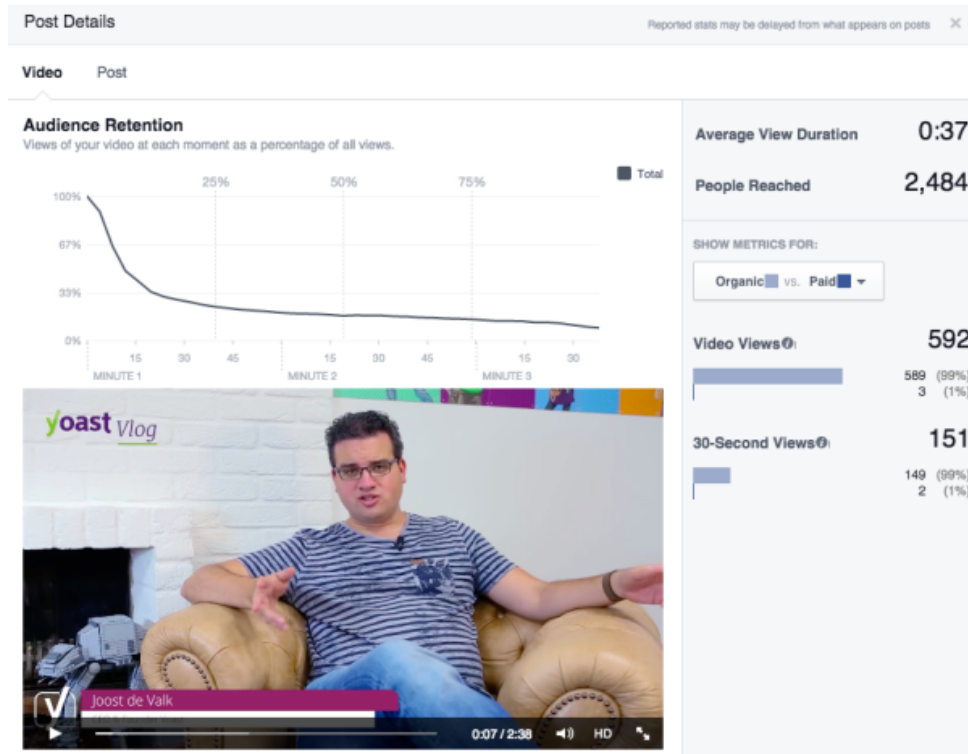 Post Details
Reported stats may be delayed from what appears on posts
Video Post
Audience Retention
Views of your video at each moment as a percentage of all views.
Total
25% 50% 75%
100%
67%
33%
0%
15 30 45 15 30 45 15 30
MINUTE 1 MINUTE 2 MINUTE 3
yoast Vlog
Joost de Valk
0:07 / 2:38 HD
Average View Duration 0:37
People Reached 2,484
SHOW METRICS FOR:
Organic vs. Paid
Video Views 592
589 (99%)
3 (1%)
30-Second Views 151
149 (99%)
2 (1%)